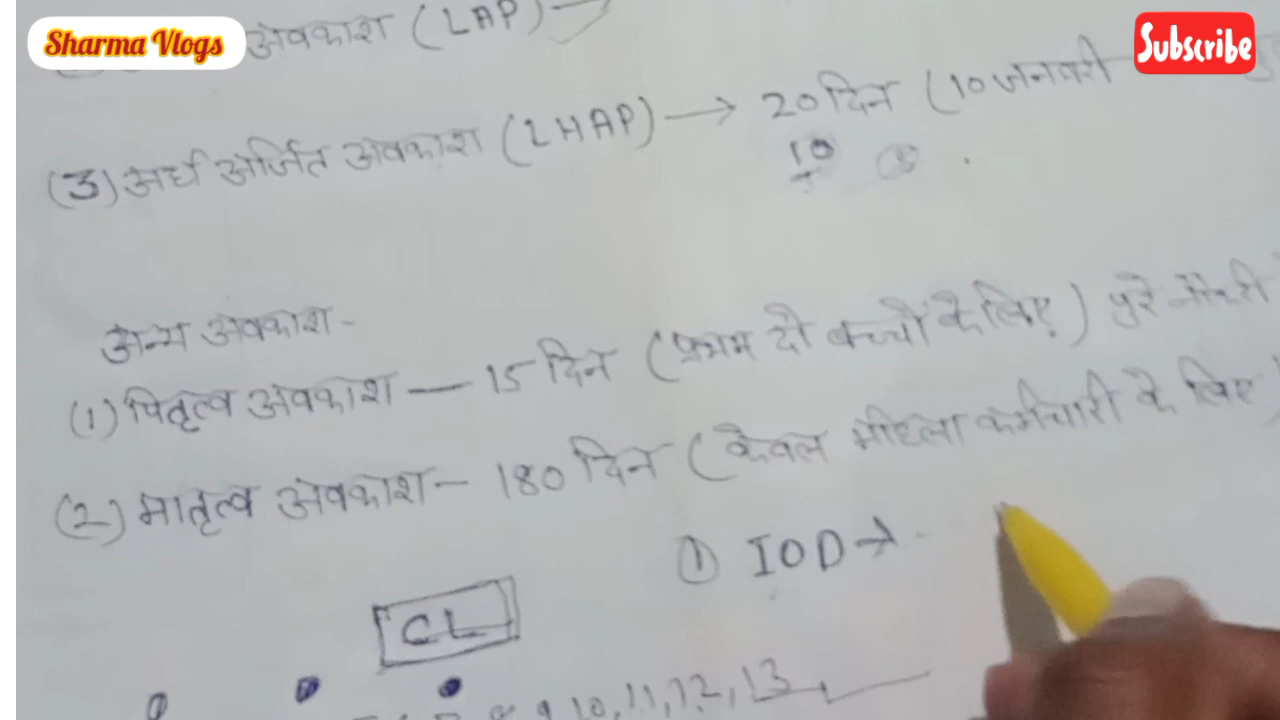 Sharma Vlogs
Subscribe
अवकाश (LAP)
(3) अर्ध अर्जित अवकाश (LHAP) → 20 दिन (10 जनवरी
10
अन्य अवकाश -
(1) पितृत्व अवकाश — 15 दिन (प्रथम दो बच्चों के लिए) पुरे नौकरी
(2) मातृत्व अवकाश - 180 दिन (केवल महिला कर्मचारी के लिए)
① IOD →
CL
9 10, 11, 12, 13